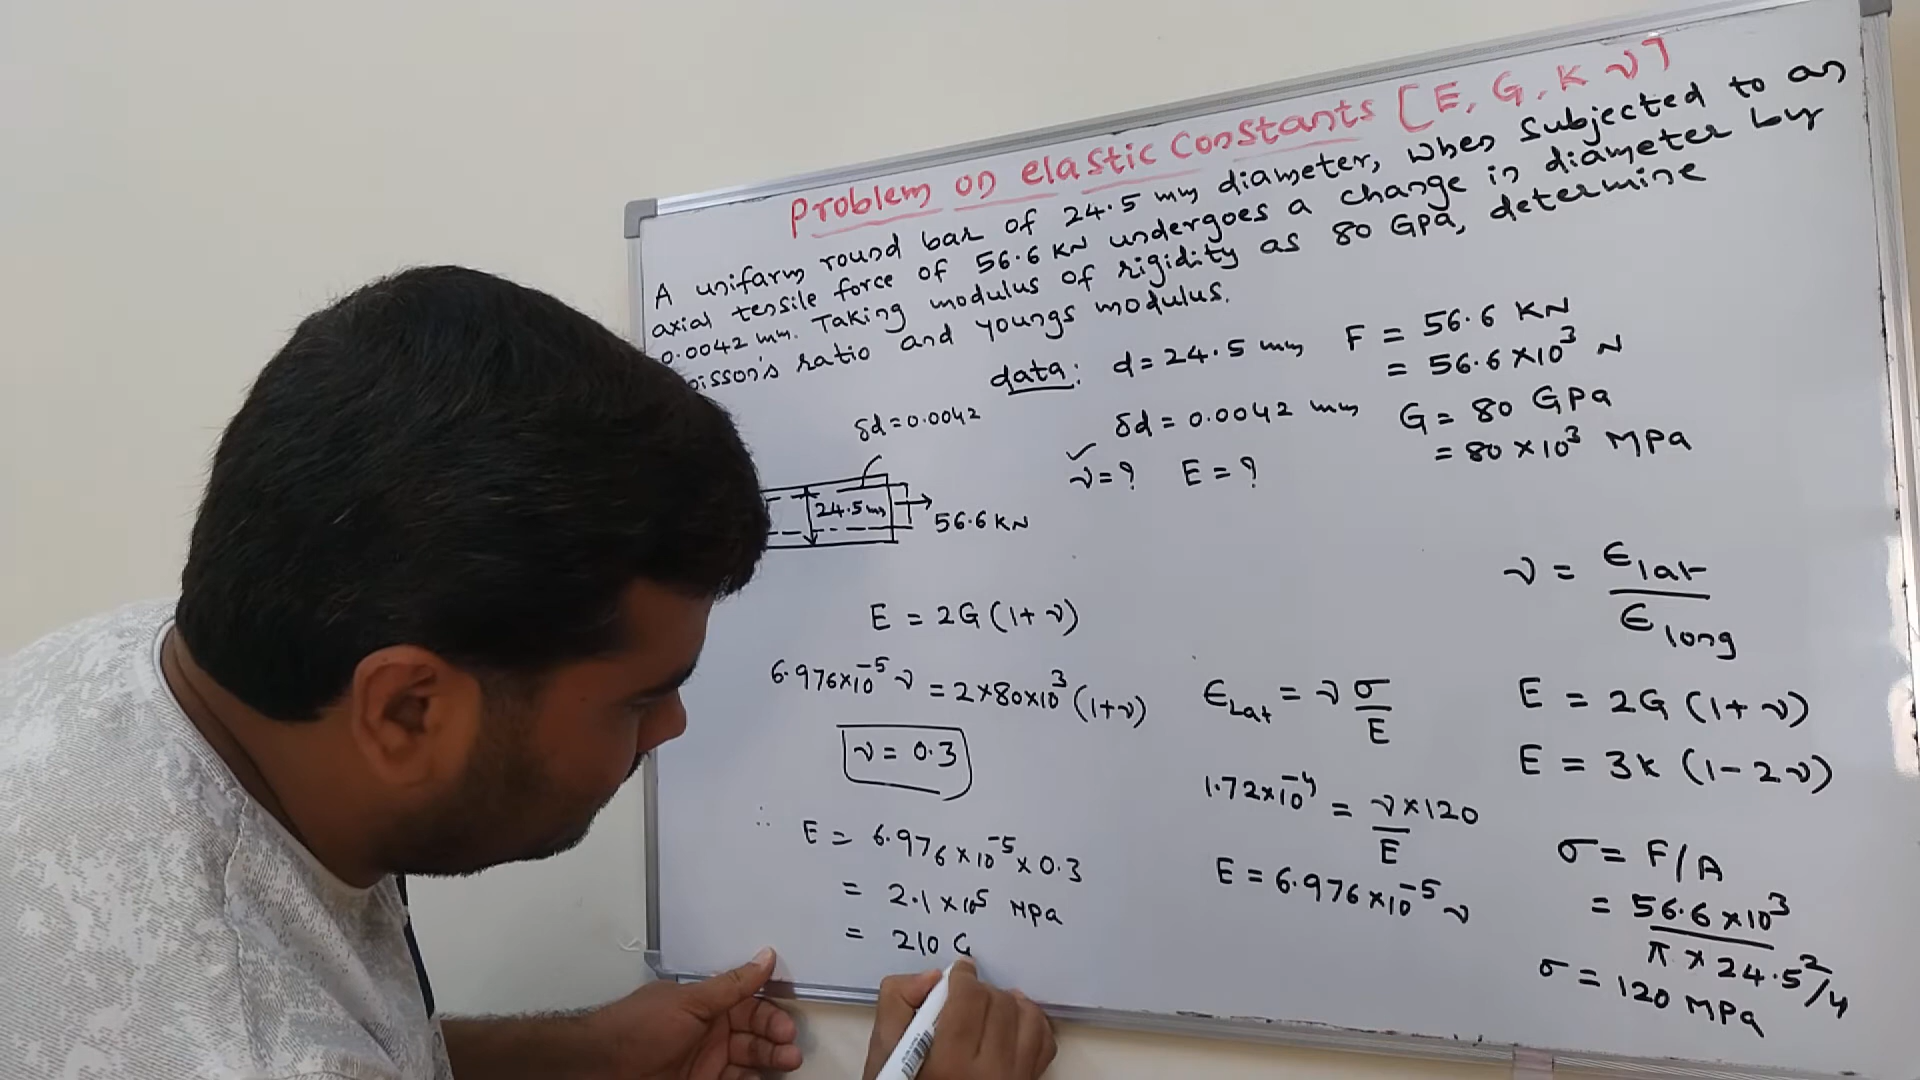 Problem on elastic constants [E, G, K ν]
A uniform round bar of 24.5 mm diameter, when subjected to an
axial tensile force of 56.6 KN undergoes a change in diameter by
0.0042 mm. Taking modulus of rigidity as 80 GPa, determine
oisson's ratio and youngs modulus.
data: d = 24.5 mm F = 56.6 KN
= 56.6 × 10³ N
δd = 0.0042 mm G = 80 GPa
= 80 × 10³ MPa
✓
ν = ? E = ?
δd = 0.0042
24.5 mm
56.6 KN
E = 2G (1 + ν)
6.976×10⁻⁵ ν = 2×80×10³ (1+ν)
ν = 0.3
∴ E = 6.976 × 10⁻⁵ × 0.3
= 2.1 × 10⁵ MPa
= 210 G
ϵLat = ν σ/E
1.72×10⁻⁴ = ν×120/E
E = 6.976×10⁻⁵ ν
ν = ϵlat/ϵlong
E = 2G (1 + ν)
E = 3K (1 - 2ν)
σ = F/A
= 56.6 × 10³/π × 24.5²/4
σ = 120 MPa